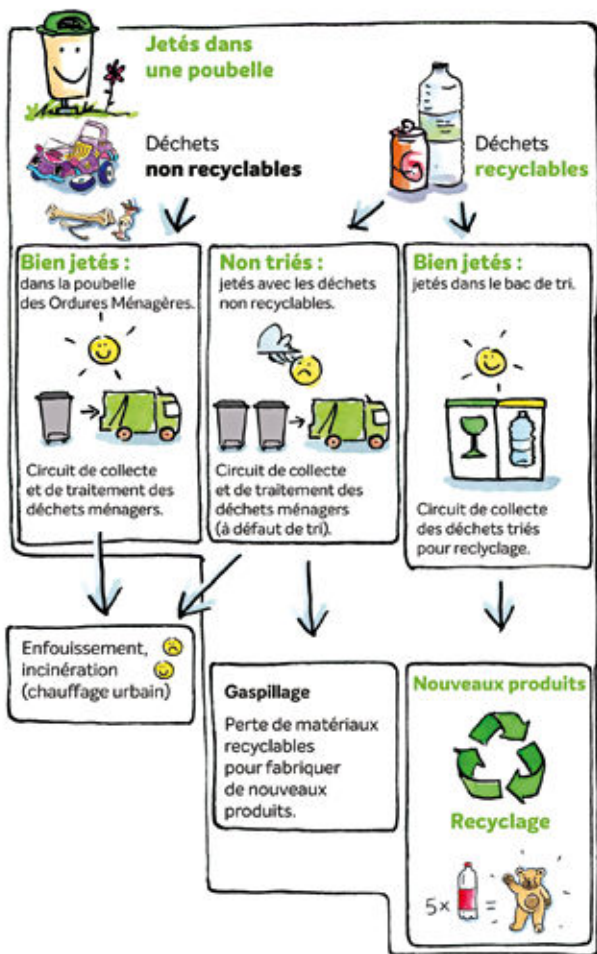 Jetés dans
une poubelle
Déchets
non recyclables
Déchets
recyclables
Bien jetés :
dans la poubelle
des Ordures Ménagères.
Circuit de collecte
et de traitement des
déchets ménagers.
Non triés :
jetés avec les déchets
non recyclables.
Circuit de collecte
et de traitement des
déchets ménagers
(à défaut de tri).
Bien jetés :
jetés dans le bac de tri.
Circuit de collecte
des déchets triés
pour reclyclage.
Enfouissement,
incinération
(chauffage urbain)
Gaspillage
Perte de matériaux
recyclables
pour fabriquer
de nouveaux
produits.
Nouveaux produits
Recyclage
5x =